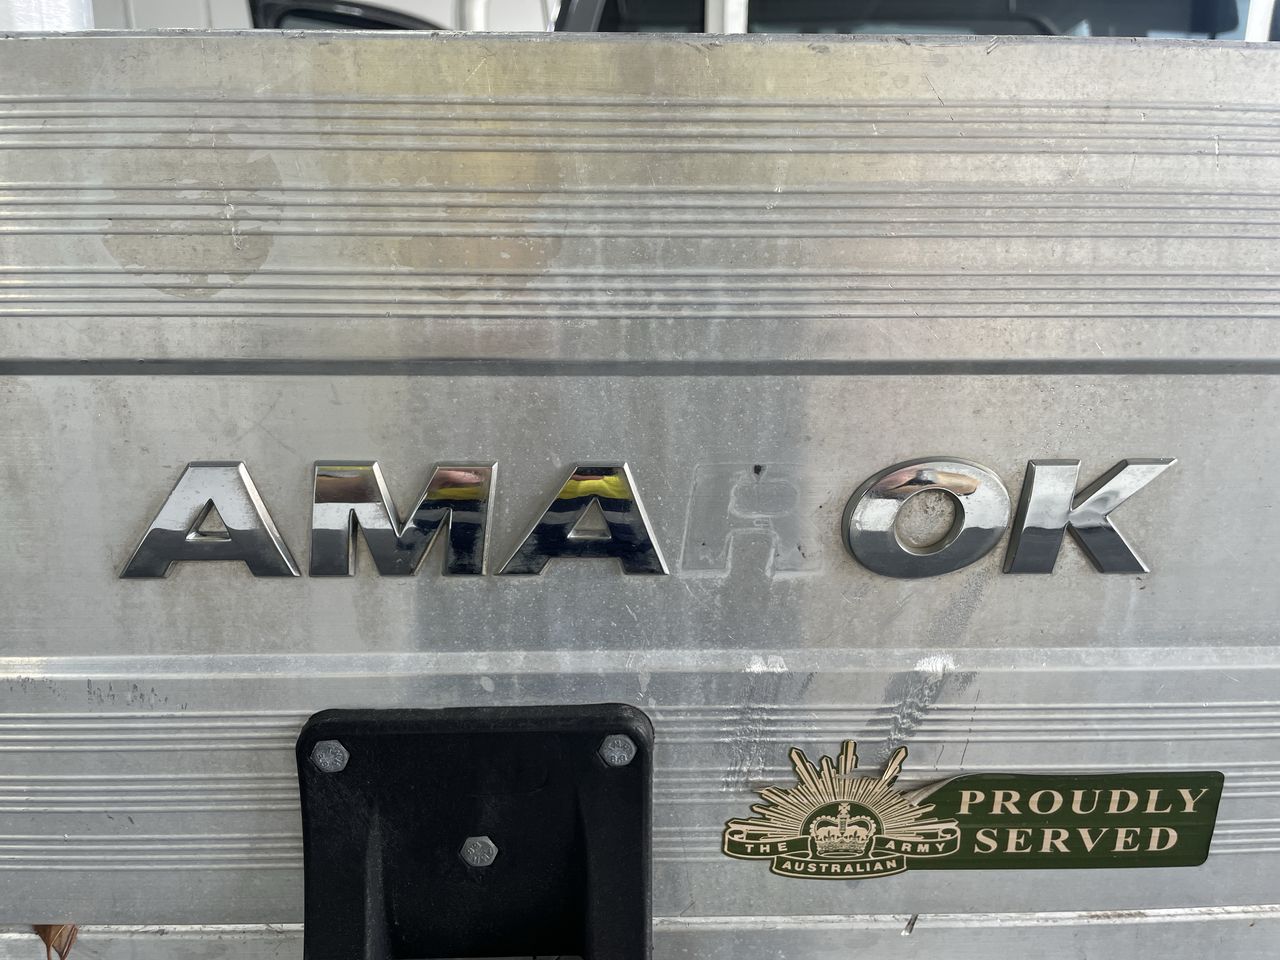 AMA OK
PROUDLY
SERVED
THE AUSTRALIAN ARMY